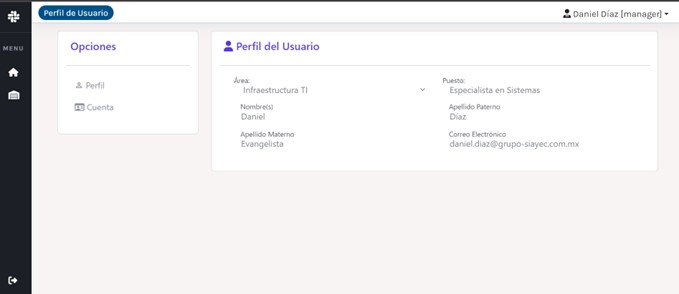 Perfil de Usuario
Daniel Díaz [manager]
MENU
Opciones
Perfil
Cuenta
Perfil del Usuario
Área:
Infraestructura TI
Puesto:
Especialista en Sistemas
Nombre(s)
Daniel
Apellido Paterno
Díaz
Apellido Materno
Evangelista
Correo Electrónico
daniel.diaz@grupo-siayec.com.mx